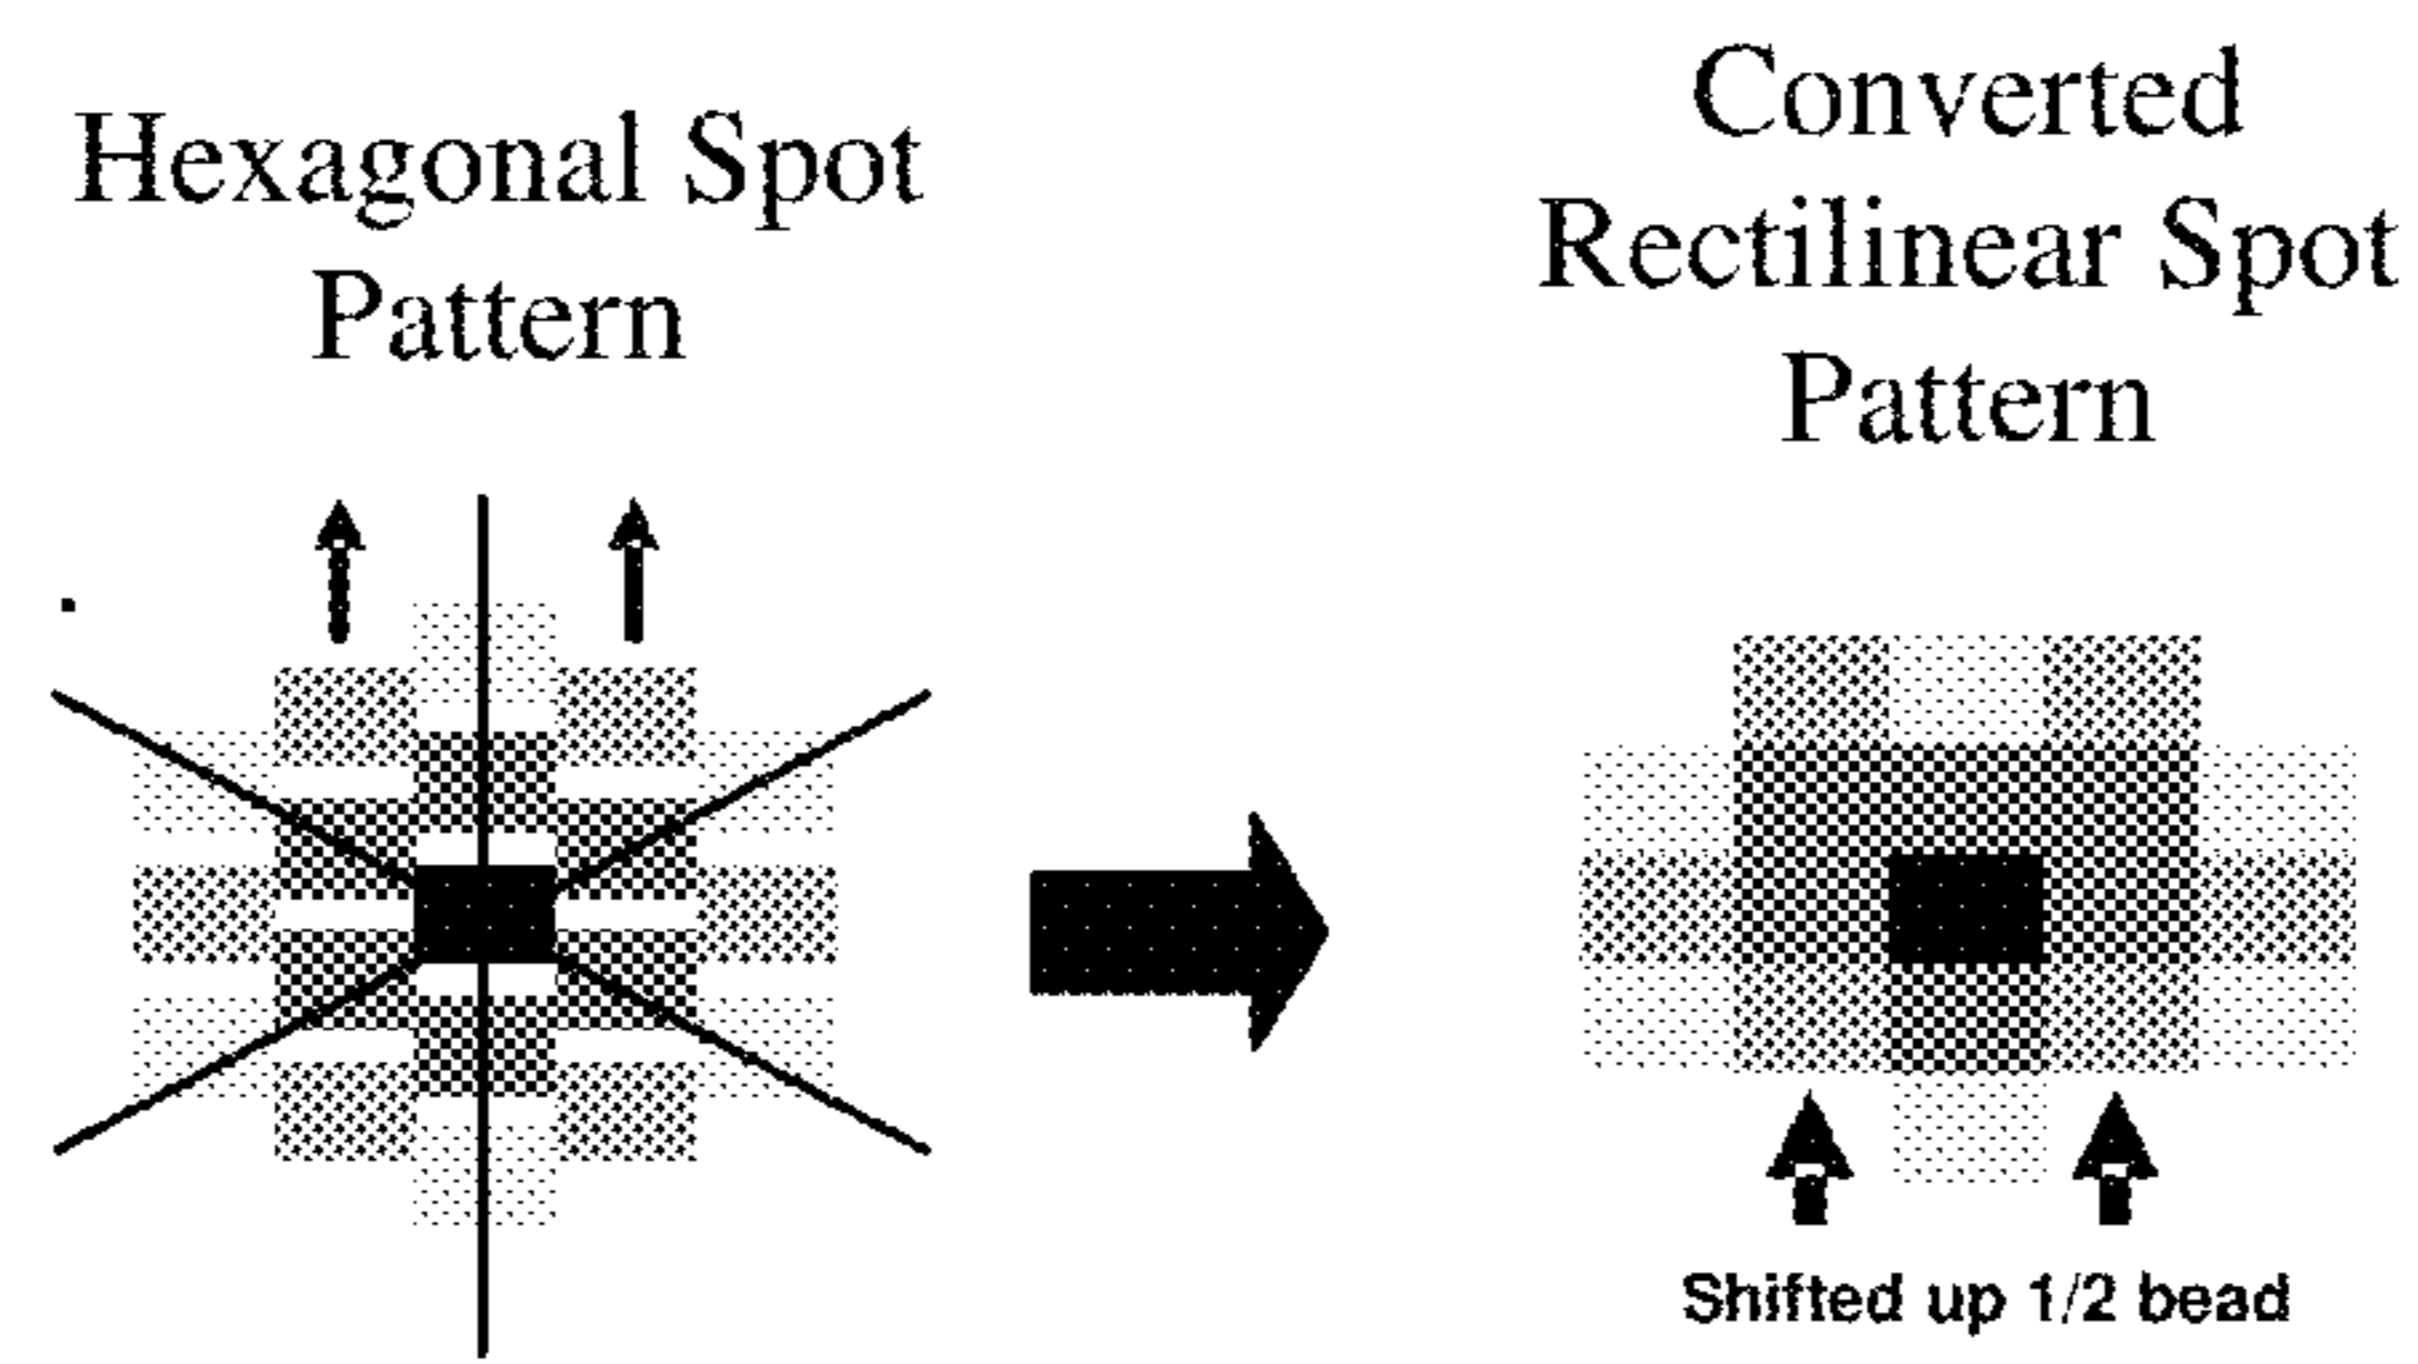 Hexagonal Spot
Pattern
Converted
Rectilinear Spot
Pattern
Shifted up 1/2 bead